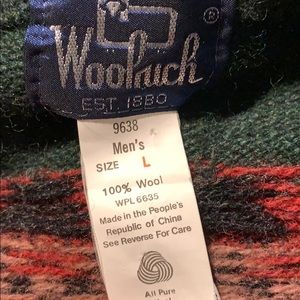 ®
Woolrich
EST. 1830
9638
Men's
SIZE L
100% Wool
WPL 6635
Made in the People's
Republic of China
See Reverse For Care
All Pure